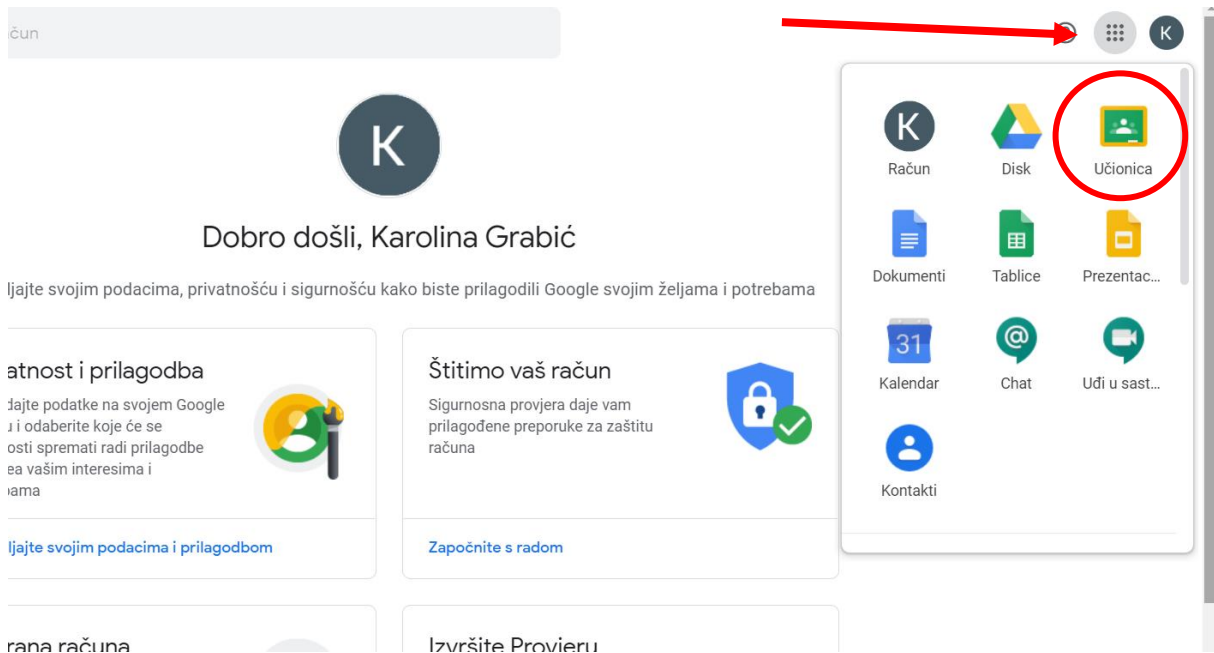 čun
K
K
Račun
Disk
Učionica
Dokumenti
Tablice
Prezentac...
31
Kalendar
Chat
Uđi u sast...
Kontakti
K
Dobro došli, Karolina Grabić
ljajte svojim podacima, privatnošću i sigurnošću kako biste prilagodili Google svojim željama i potrebama
atnost i prilagodba
dajte podatke na svojem Google
u i odaberite koje će se
osti spremati radi prilagodbe
ea vašim interesima i
bama
ljajte svojim podacima i prilagodbom
Štitimo vaš račun
Sigurnosna provjera daje vam
prilagođene preporuke za zaštitu
računa
Započnite s radom
rana računa
Izvršite Provjeru